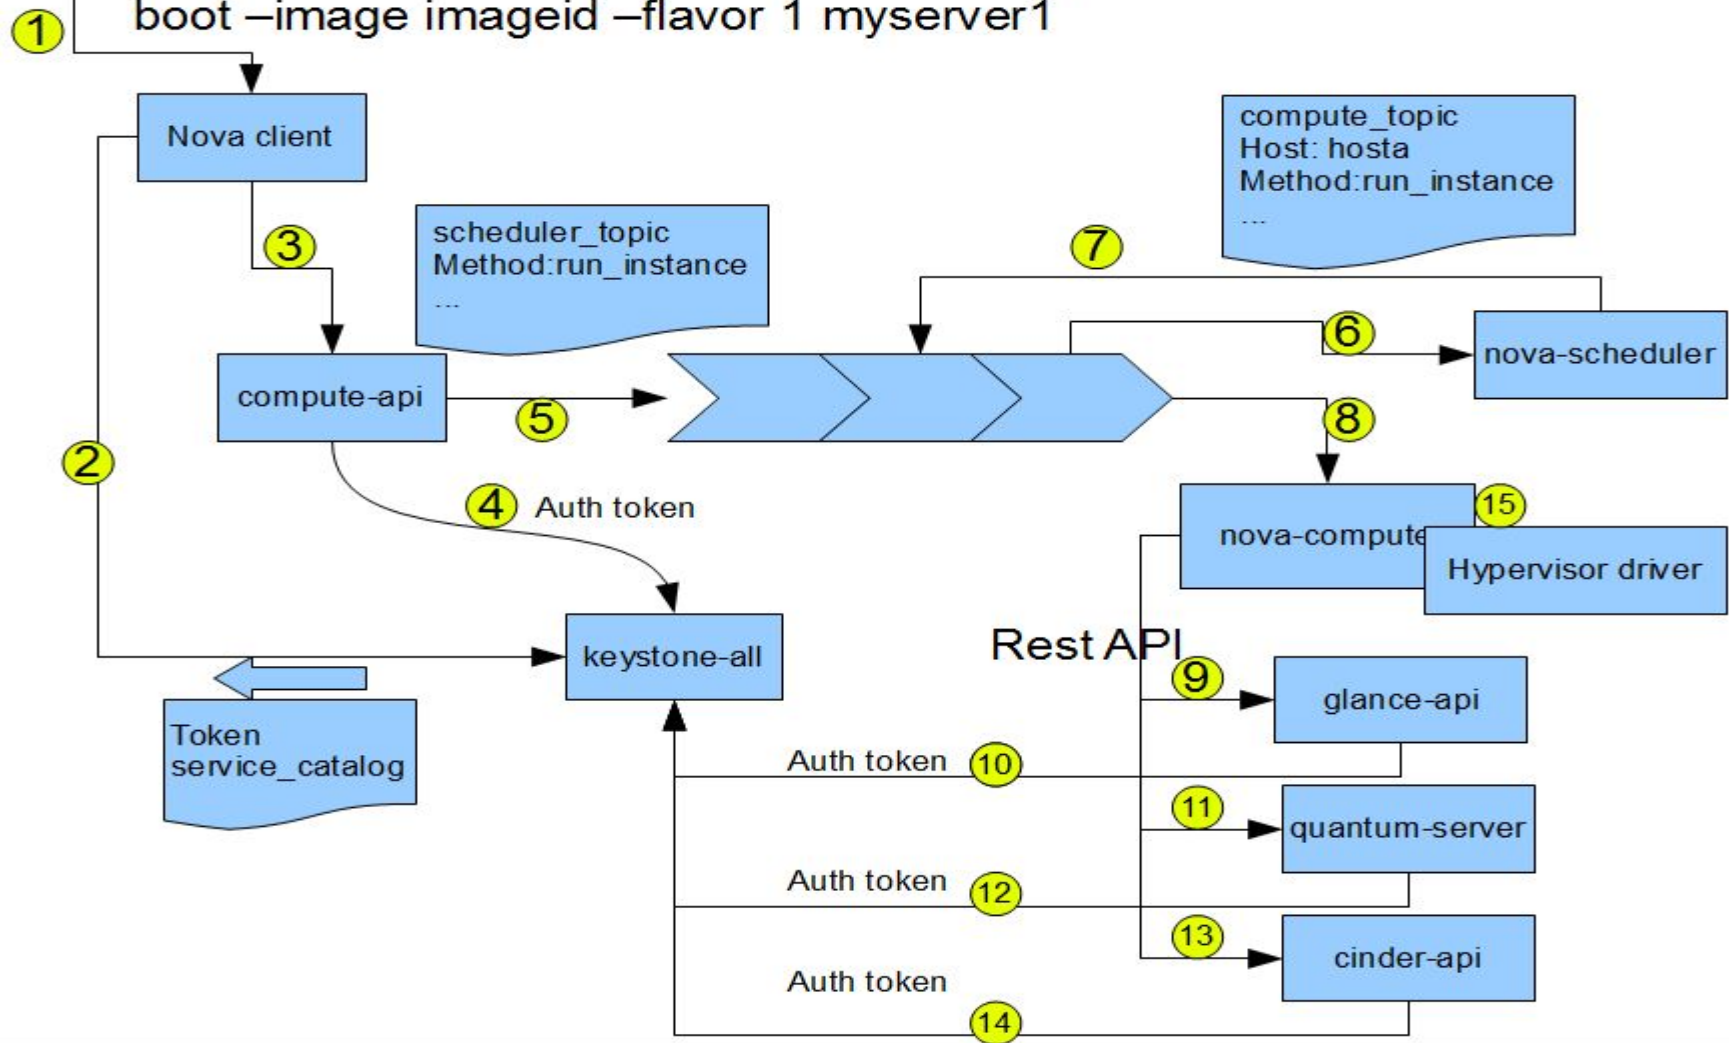 boot –image imageid –flavor 1 myserver1
1
Nova client
compute_topic
Host: hosta
Method:run_instance
...
3
scheduler_topic
Method:run_instance
...
7
6
nova-scheduler
compute-api
5
8
2
4 Auth token
15
nova-compute
Hypervisor driver
keystone-all
Rest API
9
glance-api
Token
service_catalog
Auth token 10
11
quantum-server
Auth token 12
13
cinder-api
Auth token
14